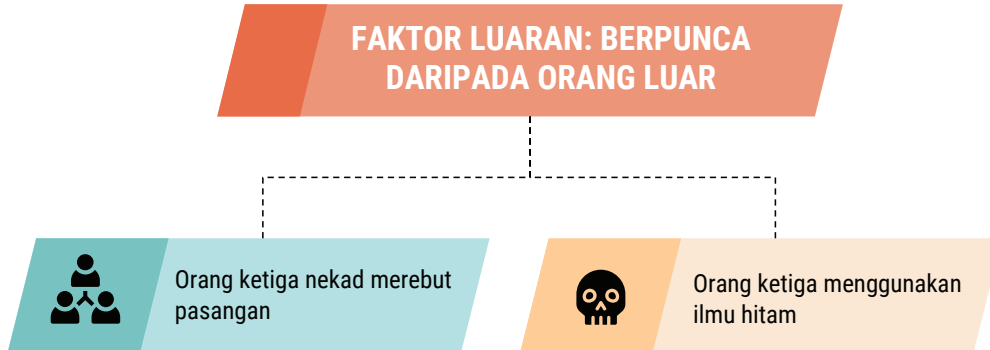 FAKTOR LUARAN: BERPUNCA
DARIPADA ORANG LUAR
Orang ketiga nekad merebut
pasangan
Orang ketiga menggunakan
ilmu hitam